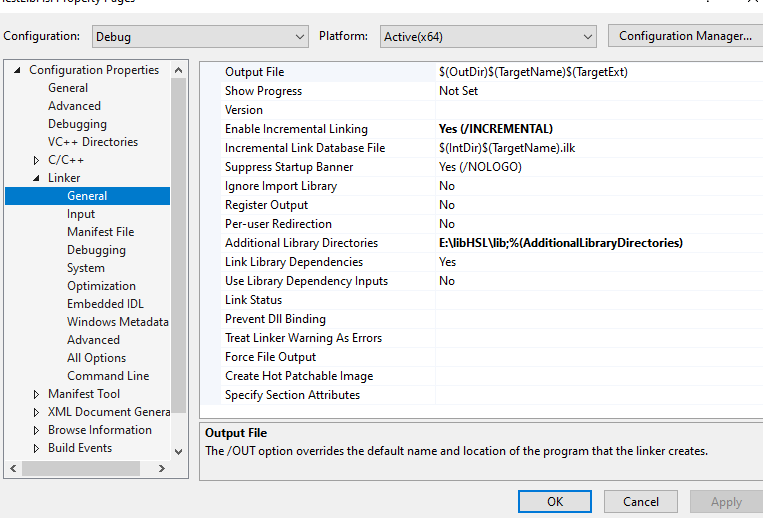 TestLibHsl Property Pages
Configuration: Debug Platform: Active(x64) Configuration Manager...
Configuration Properties
General
Advanced
Debugging
VC++ Directories
C/C++
Linker
General
Input
Manifest File
Debugging
System
Optimization
Embedded IDL
Windows Metadata
Advanced
All Options
Command Line
Manifest Tool
XML Document Genera
Browse Information
Build Events
Output File $(OutDir)$(TargetName)$(TargetExt)
Show Progress Not Set
Version
Enable Incremental Linking Yes (/INCREMENTAL)
Incremental Link Database File $(IntDir)$(TargetName).ilk
Suppress Startup Banner Yes (/NOLOGO)
Ignore Import Library No
Register Output No
Per-user Redirection No
Additional Library Directories E:\libHSL\lib;%(AdditionalLibraryDirectories)
Link Library Dependencies Yes
Use Library Dependency Inputs No
Link Status
Prevent Dll Binding
Treat Linker Warning As Errors
Force File Output
Create Hot Patchable Image
Specify Section Attributes
Output File
The /OUT option overrides the default name and location of the program that the linker creates.
OK Cancel Apply